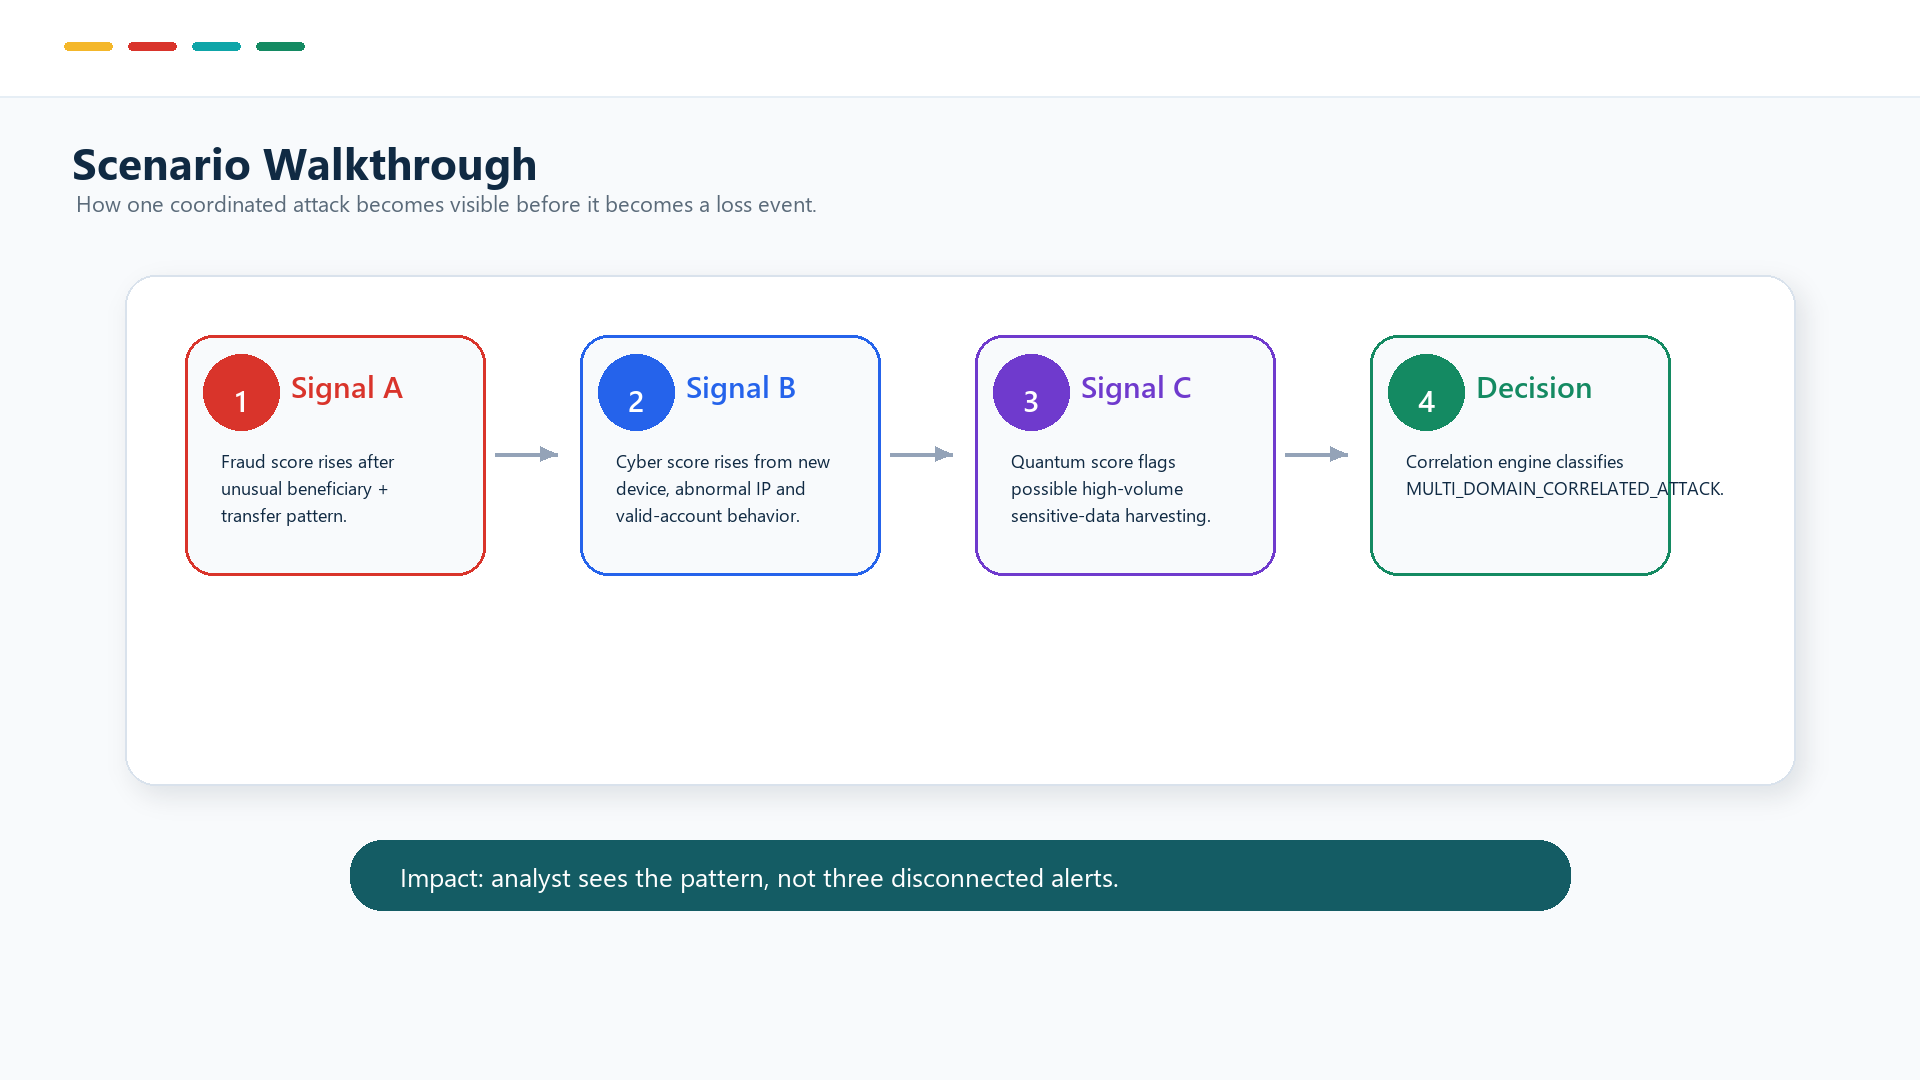 Scenario Walkthrough
How one coordinated attack becomes visible before it becomes a loss event.
1
Signal A
Fraud score rises after
unusual beneficiary +
transfer pattern.
2
Signal B
Cyber score rises from new
device, abnormal IP and
valid-account behavior.
3
Signal C
Quantum score flags
possible high-volume
sensitive-data harvesting.
4
Decision
Correlation engine classifies
MULTI_DOMAIN_CORRELATED_ATTACK.
Impact: analyst sees the pattern, not three disconnected alerts.